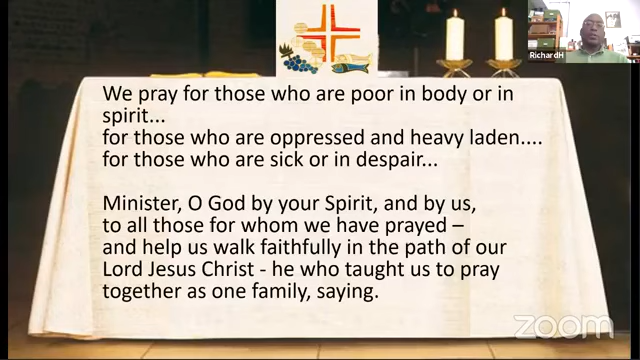 RichardH
We pray for those who are poor in body or in
spirit...
for those who are oppressed and heavy laden....
for those who are sick or in despair...
Minister, O God by your Spirit, and by us,
to all those for whom we have prayed –
and help us walk faithfully in the path of our
Lord Jesus Christ - he who taught us to pray
together as one family, saying.
zoom